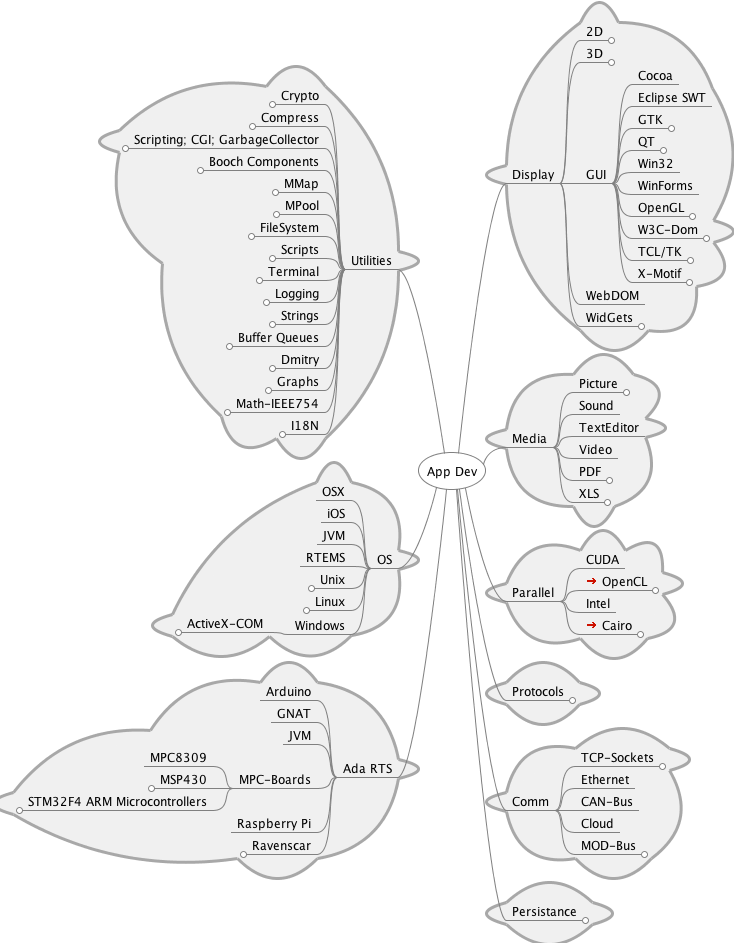 App Dev
Utilities
Crypto
Compress
Scripting; CGI; GarbageCollector
Booch Components
MMap
MPool
FileSystem
Scripts
Terminal
Logging
Strings
Buffer Queues
Dmitry
Graphs
Math-IEEE754
I18N
OS
OSX
iOS
JVM
RTEMS
Unix
Linux
Windows
ActiveX-COM
Ada RTS
Arduino
GNAT
JVM
MPC-Boards
MPC8309
MSP430
STM32F4 ARM Microcontrollers
Raspberry Pi
Ravenscar
Display
2D
3D
GUI
Cocoa
Eclipse SWT
GTK
QT
Win32
WinForms
OpenGL
W3C-Dom
TCL/TK
X-Motif
WebDOM
WidGets
Media
Picture
Sound
TextEditor
Video
PDF
XLS
Parallel
CUDA
➔ OpenCL
Intel
➔ Cairo
Protocols
Comm
TCP-Sockets
Ethernet
CAN-Bus
Cloud
MOD-Bus
Persistance